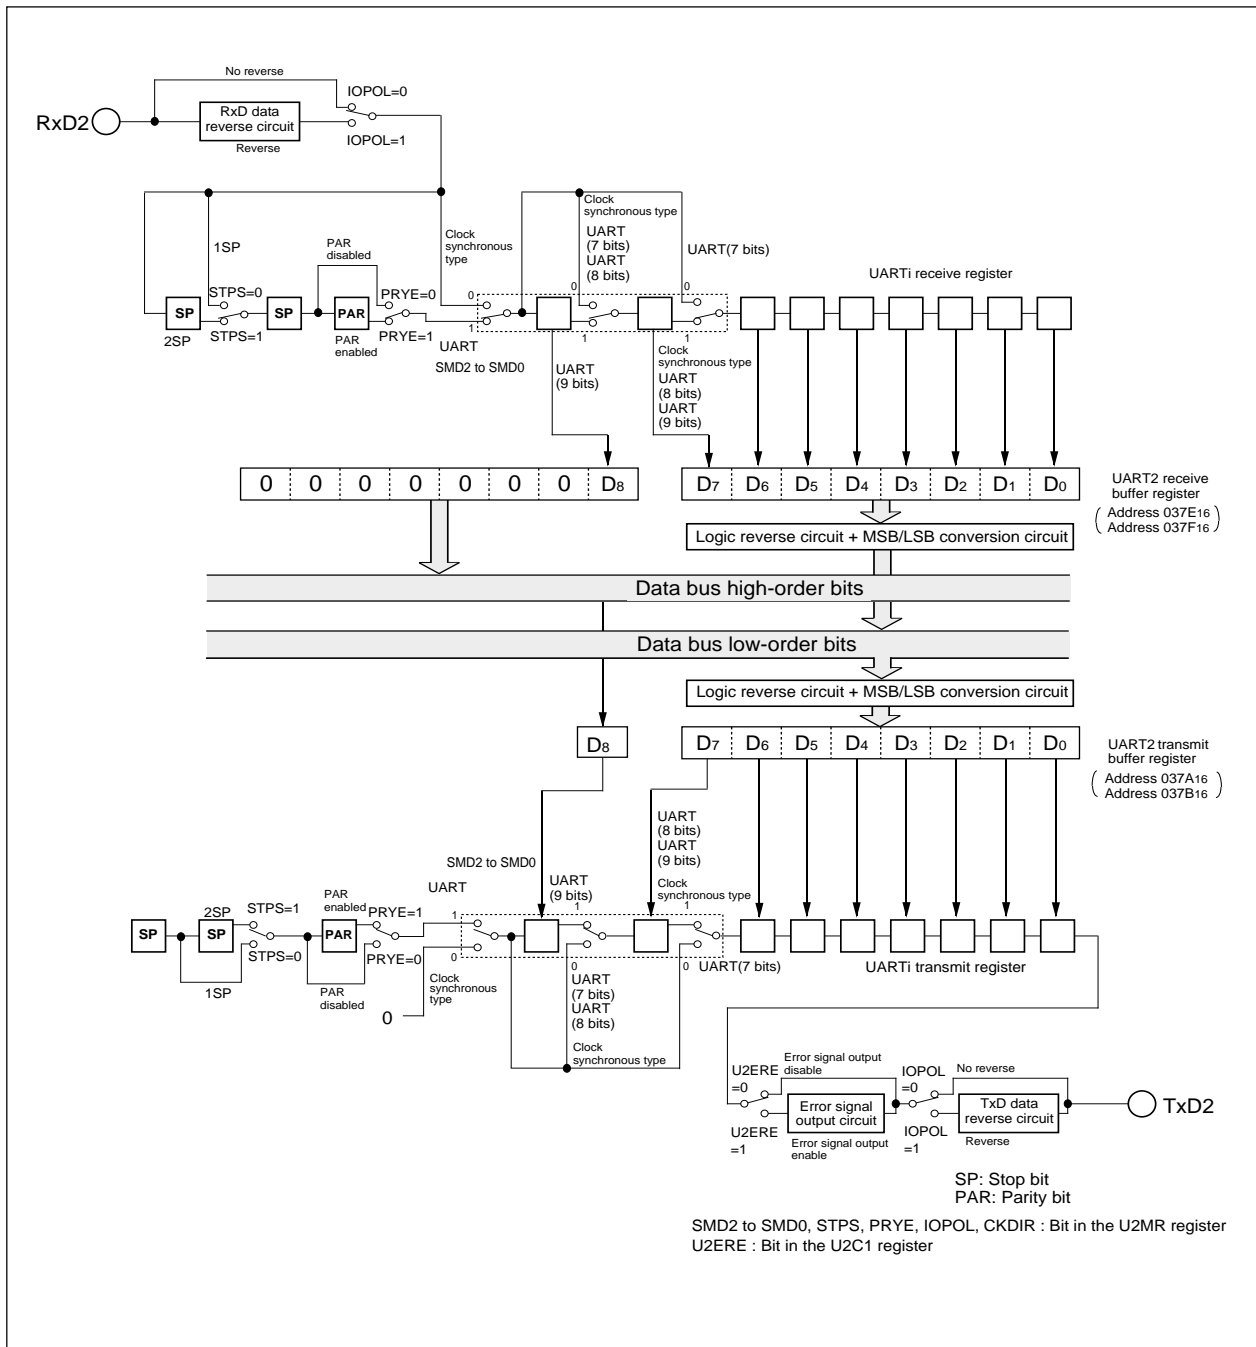 No reverse
IOPOL=0
RxD2
RxD data
reverse circuit
Reverse
IOPOL=1
Clock
synchronous type
Clock
synchronous
type
UART
(7 bits)
UART
(8 bits)
UART(7 bits)
1SP
PAR
disabled
UARTi receive register
STPS=0
PRYE=0
0
0
0
SP
SP
PAR
2SP
STPS=1
PAR
enabled
PRYE=1
1
UART
1
1
SMD2 to SMD0
UART
(9 bits)
Clock
synchronous type
UART
(8 bits)
UART
(9 bits)
0 0 0 0 0 0 0 D8
D7 D6 D5 D4 D3 D2 D1 D0
UART2 receive
buffer register
Address 037E16
Address 037F16
Logic reverse circuit + MSB/LSB conversion circuit
Data bus high-order bits
Data bus low-order bits
Logic reverse circuit + MSB/LSB conversion circuit
D8
D7 D6 D5 D4 D3 D2 D1 D0
UART2 transmit
buffer register
Address 037A16
Address 037B16
UART
(8 bits)
UART
(9 bits)
SMD2 to SMD0
UART
(9 bits)
Clock
synchronous type
UART
PAR
enabled
2SP
STPS=1
PRYE=1
1
1
1
SP
SP
PAR
STPS=0
PRYE=0
0
0
0
UART(7 bits)
UARTi transmit register
1SP
PAR
disabled
Clock
synchronous
type
0
UART
(7 bits)
UART
(8 bits)
Clock
synchronous type
U2ERE
=0
Error signal output
disable
IOPOL
=0
No reverse
Error signal
output circuit
TxD data
reverse circuit
TxD2
U2ERE
=1
Error signal output
enable
IOPOL
=1
Reverse
SP: Stop bit
PAR: Parity bit
SMD2 to SMD0, STPS, PRYE, IOPOL, CKDIR : Bit in the U2MR register
U2ERE : Bit in the U2C1 register